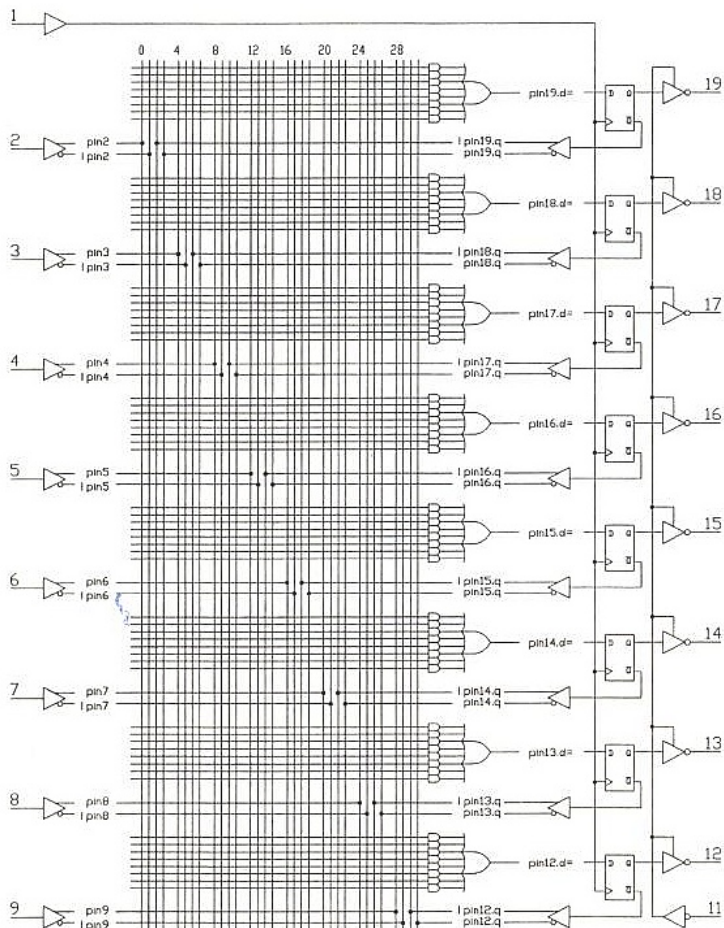 1
0 4 8 12 16 20 24 28
pin19.d=
D Q
Q
19
2
pin2
! pin2
! pin19.q
pin19.q
pin18.d=
D Q
Q
18
3
pin3
! pin3
! pin18.q
pin18.q
pin17.d=
D Q
Q
17
4
pin4
! pin4
! pin17.q
pin17.q
pin16.d=
D Q
Q
16
5
pin5
! pin5
! pin16.q
pin16.q
pin15.d=
D Q
Q
15
6
pin6
! pin6
! pin15.q
pin15.q
pin14.d=
D Q
Q
14
7
pin7
! pin7
! pin14.q
pin14.q
pin13.d=
D Q
Q
13
8
pin8
! pin8
! pin13.q
pin13.q
pin12.d=
D Q
Q
12
9
pin9
! pin9
! pin12.q
pin12.q
11